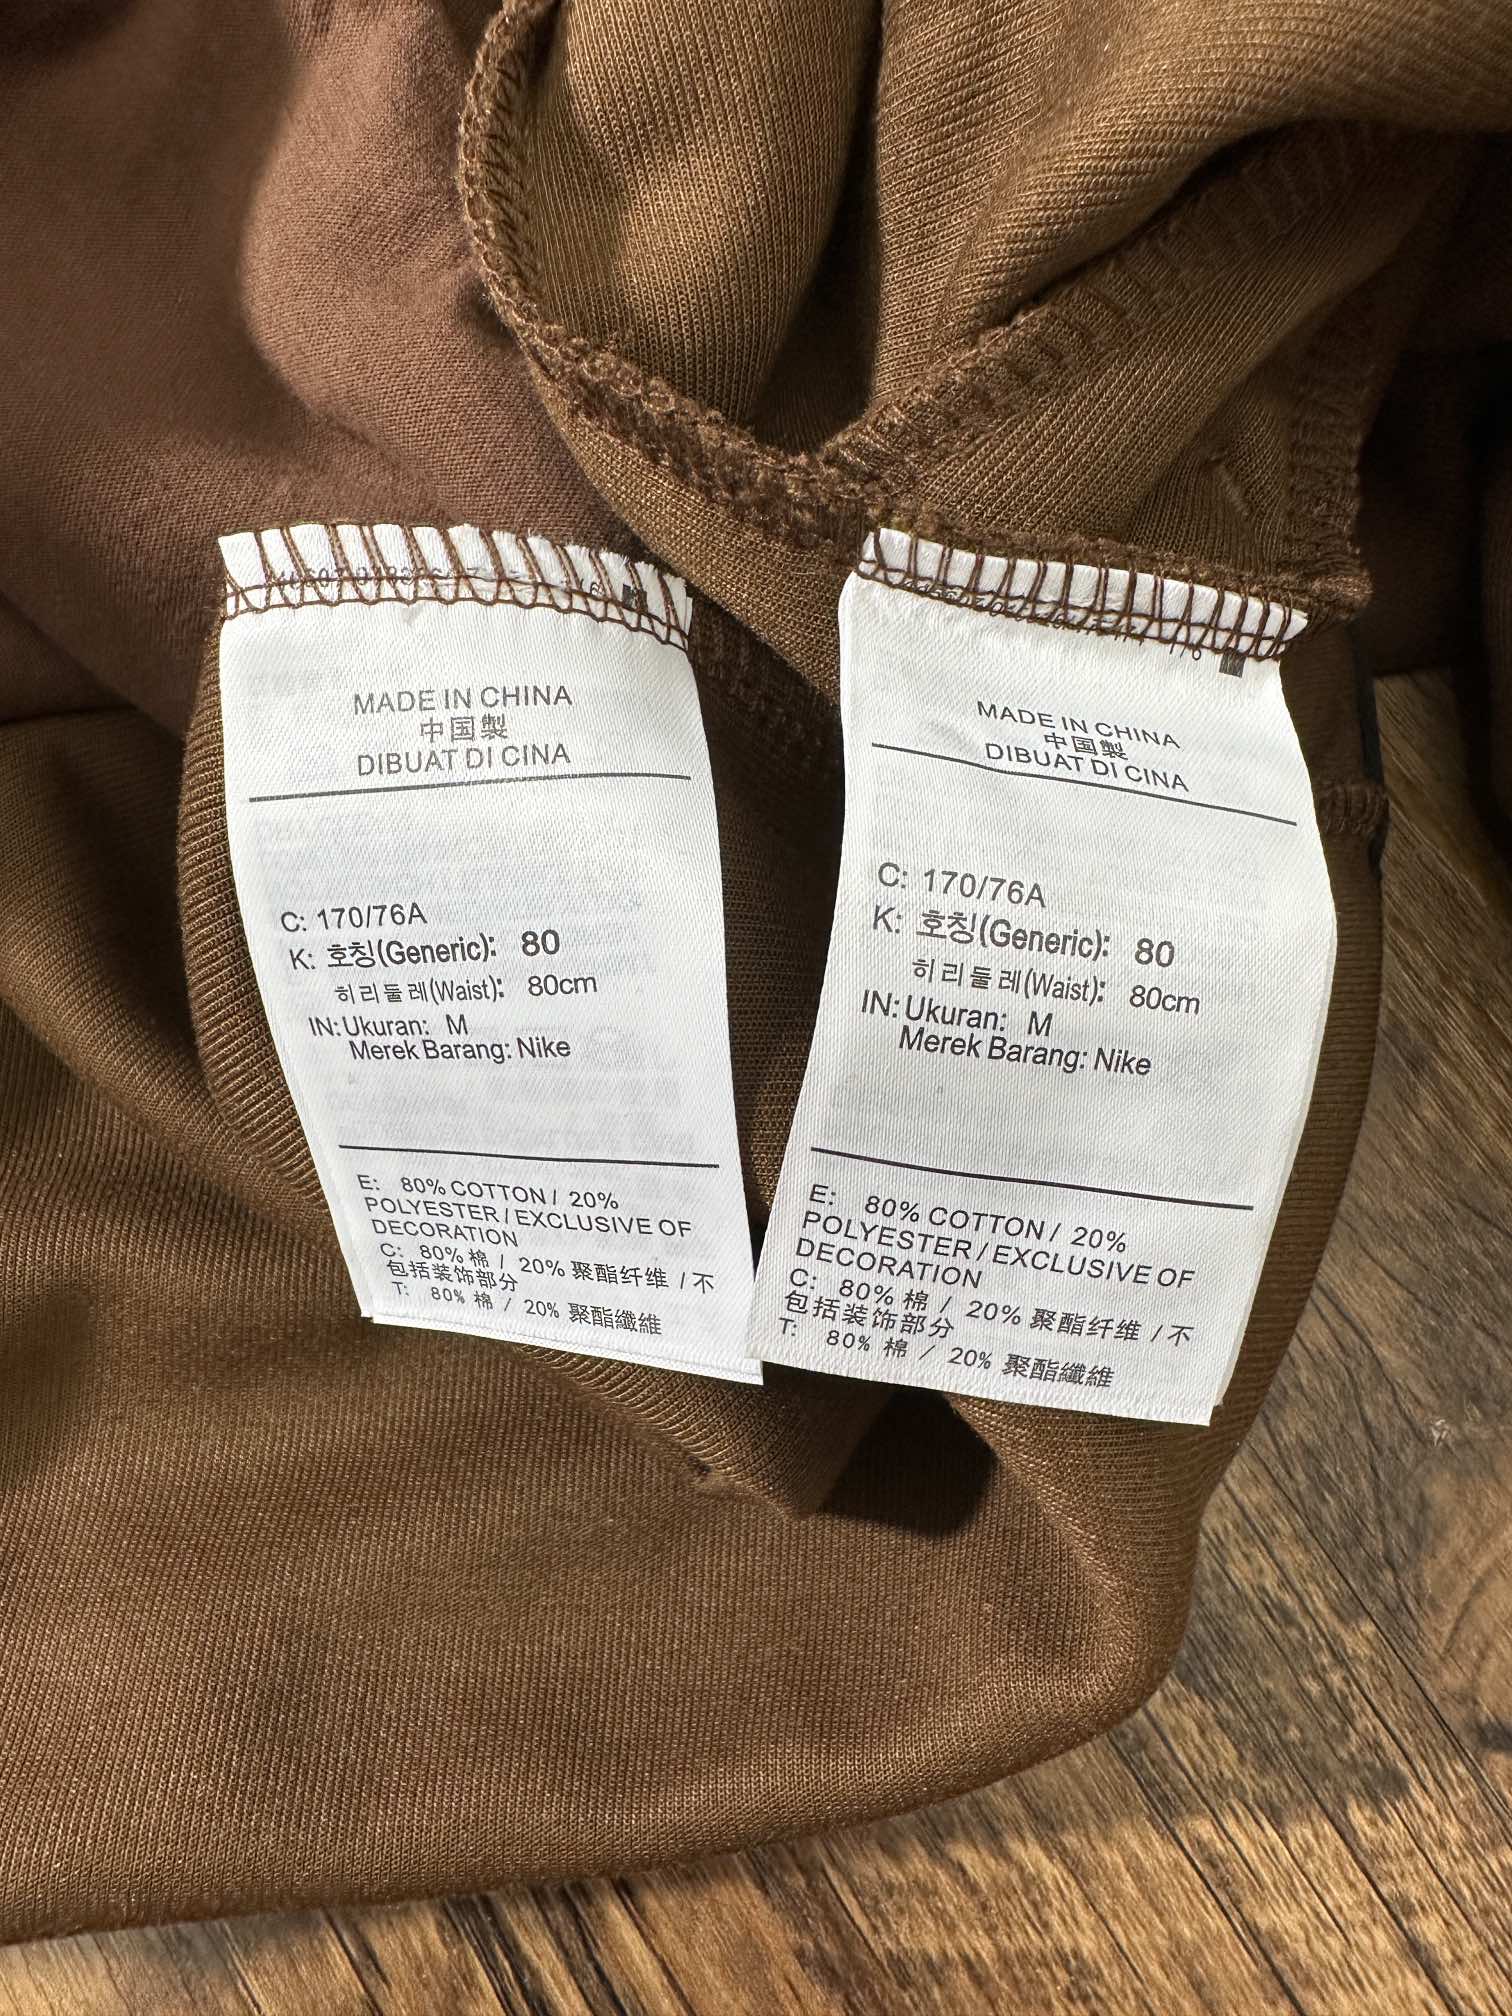 MADE IN CHINA
中国製
DIBUAT DI CINA
C: 170/76A
K: 호칭(Generic): 80
허리둘레(Waist): 80cm
IN: Ukuran: M
Merek Barang: Nike
E: 80% COTTON / 20%
POLYESTER / EXCLUSIVE OF
DECORATION
C: 80% 棉 / 20% 聚酯纤维 / 不
包括装饰部分
T: 80% 棉 / 20% 聚酯纖維
MADE IN CHINA
中国製
DIBUAT DI CINA
C: 170/76A
K: 호칭(Generic): 80
허리둘레(Waist): 80cm
IN: Ukuran: M
Merek Barang: Nike
E: 80% COTTON / 20%
POLYESTER / EXCLUSIVE OF
DECORATION
C: 80% 棉 / 20% 聚酯纤维 / 不
包括装饰部分
T: 80% 棉 / 20% 聚酯纖維